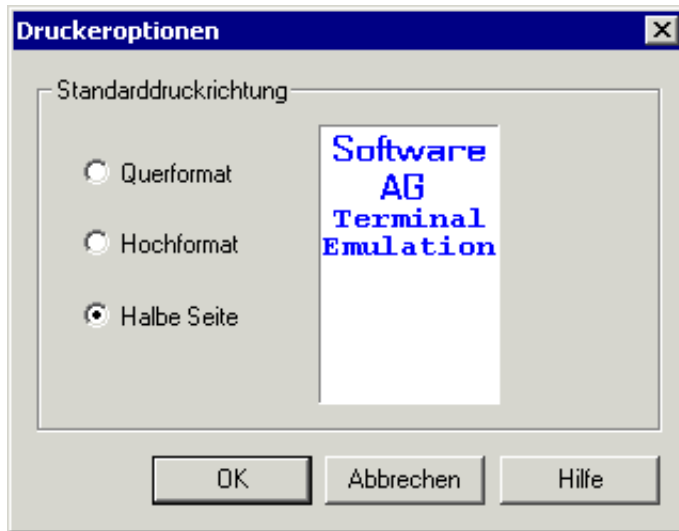 Druckeroptionen
Standarddruckrichtung
Querformat
Hochformat
Halbe Seite
Software
AG
Terminal
Emulation
OK
Abbrechen
Hilfe